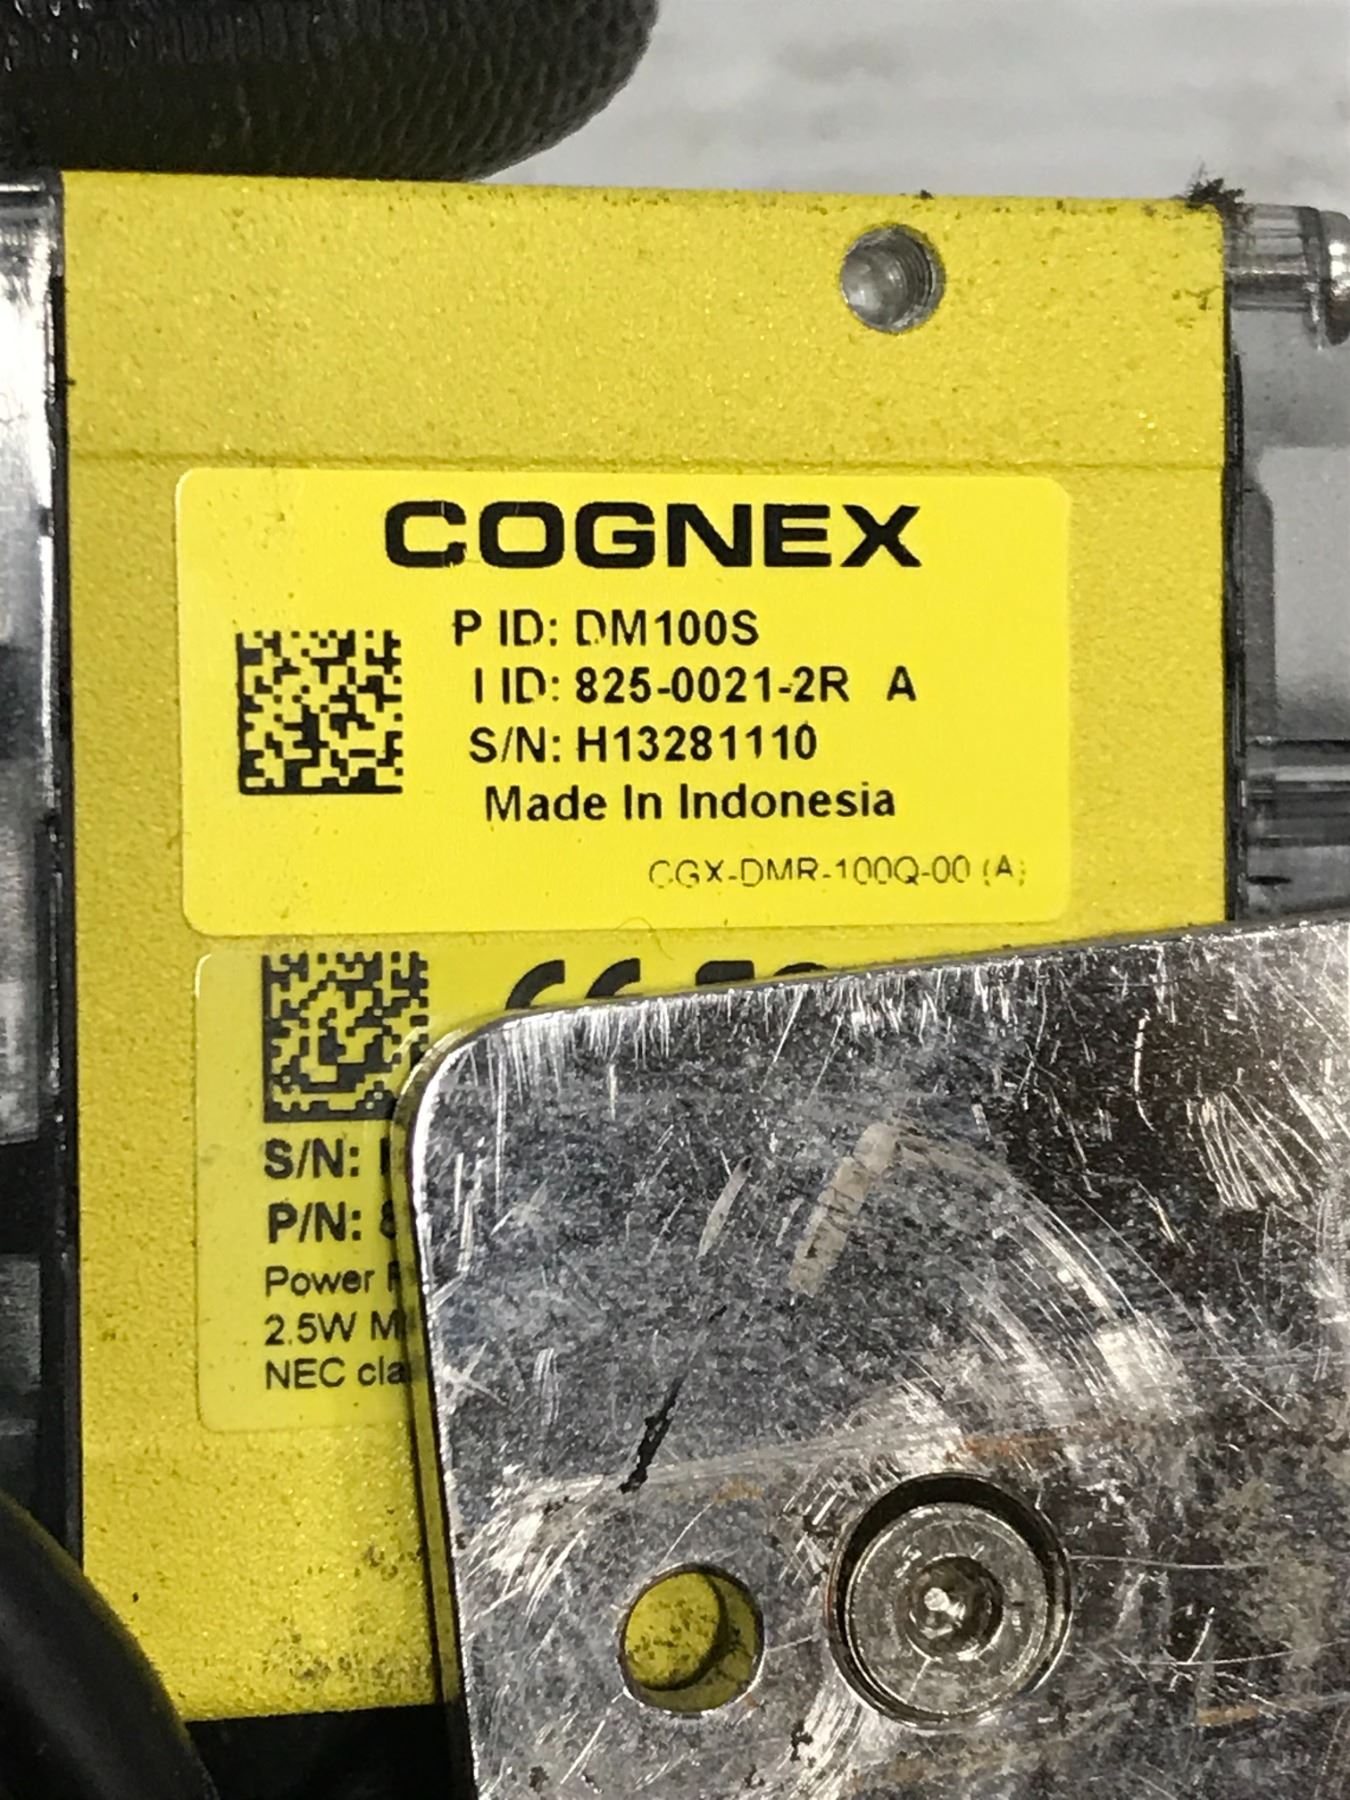 COGNEX
P ID: DM100S
I ID: 825-0021-2R A
S/N: H13281110
Made In Indonesia
CGX-DMR-100Q-00 (A)
CE
S/N:
P/N:
Power
2.5W
NEC